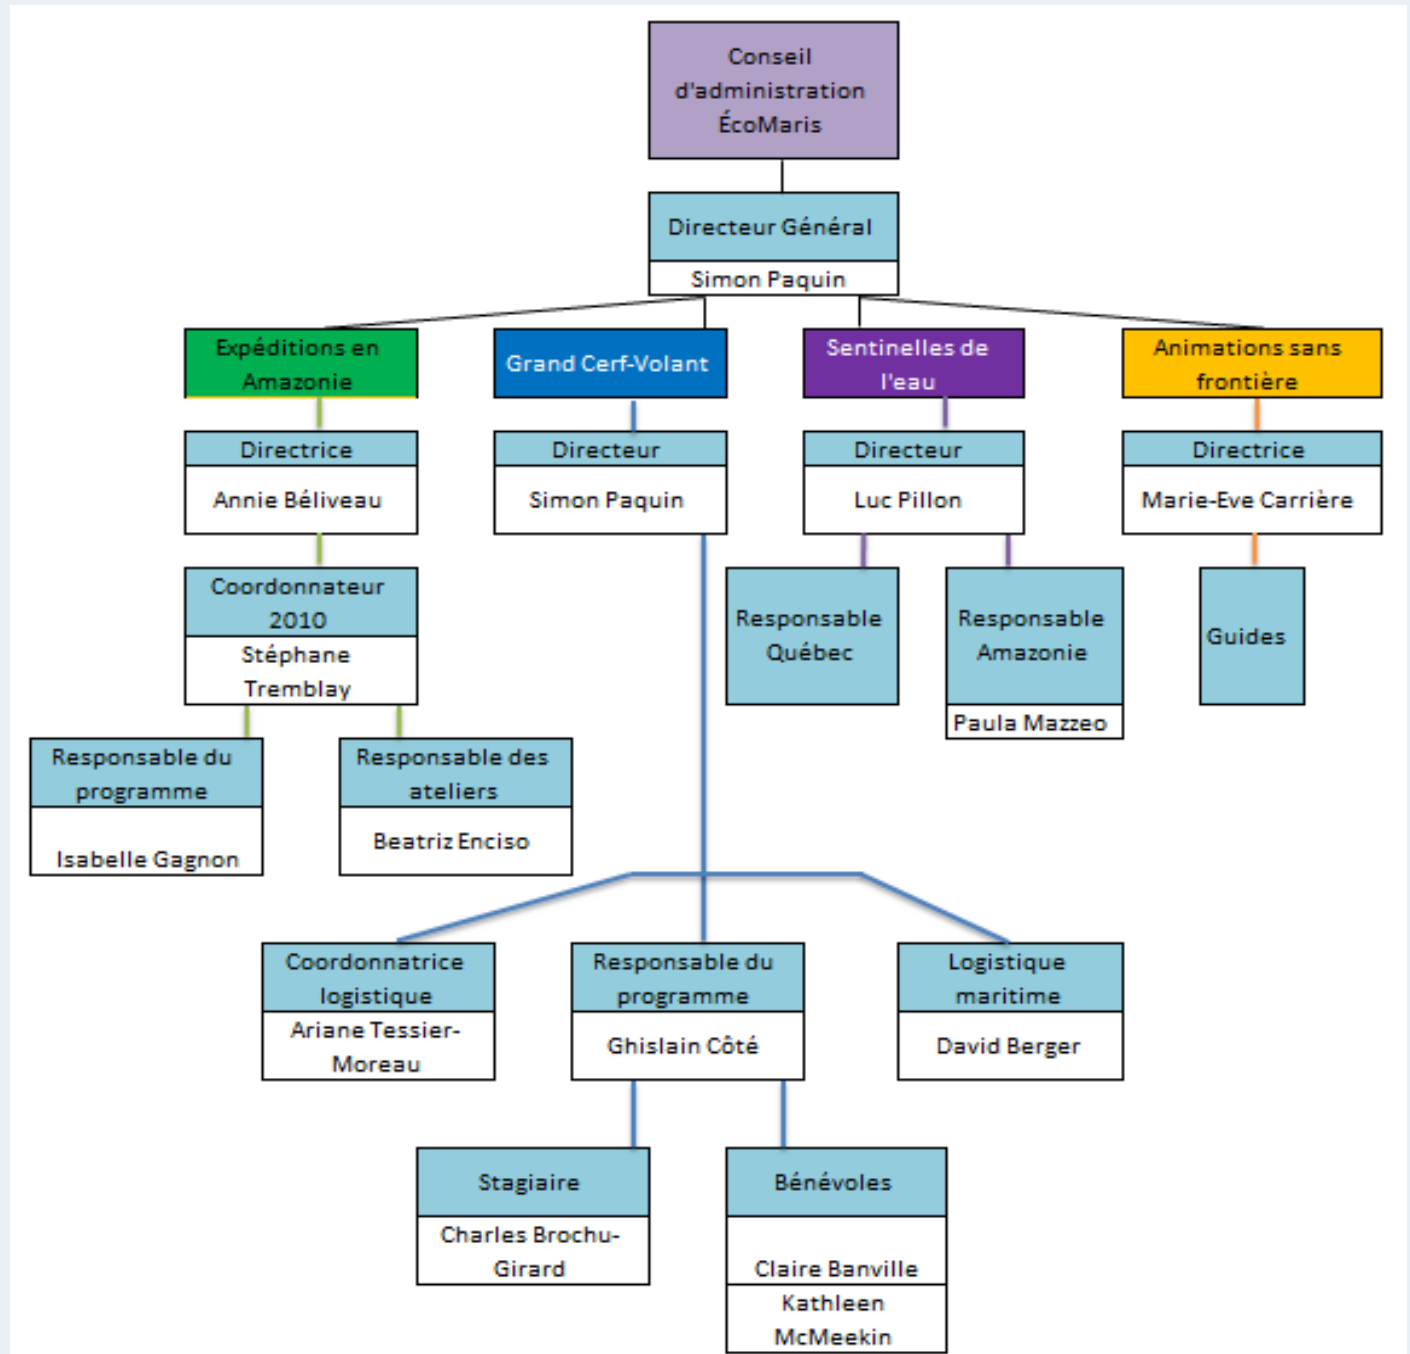 Conseil
d'administration
ÉcoMaris
Directeur Général
Simon Paquin
Expéditions en
Amazonie
Grand Cerf-Volant
Sentinelles de
l'eau
Animations sans
frontière
Directrice
Annie Béliveau
Directeur
Simon Paquin
Directeur
Luc Pillon
Directrice
Marie-Eve Carrière
Coordonnateur
2010
Stéphane
Tremblay
Responsable
Québec
Responsable
Amazonie
Paula Mazzeo
Guides
Responsable du
programme
Isabelle Gagnon
Responsable des
ateliers
Beatriz Enciso
Coordonnatrice
logistique
Ariane Tessier-
Moreau
Responsable du
programme
Ghislain Côté
Logistique
maritime
David Berger
Stagiaire
Charles Brochu-
Girard
Bénévoles
Claire Banville
Kathleen
McMeekin